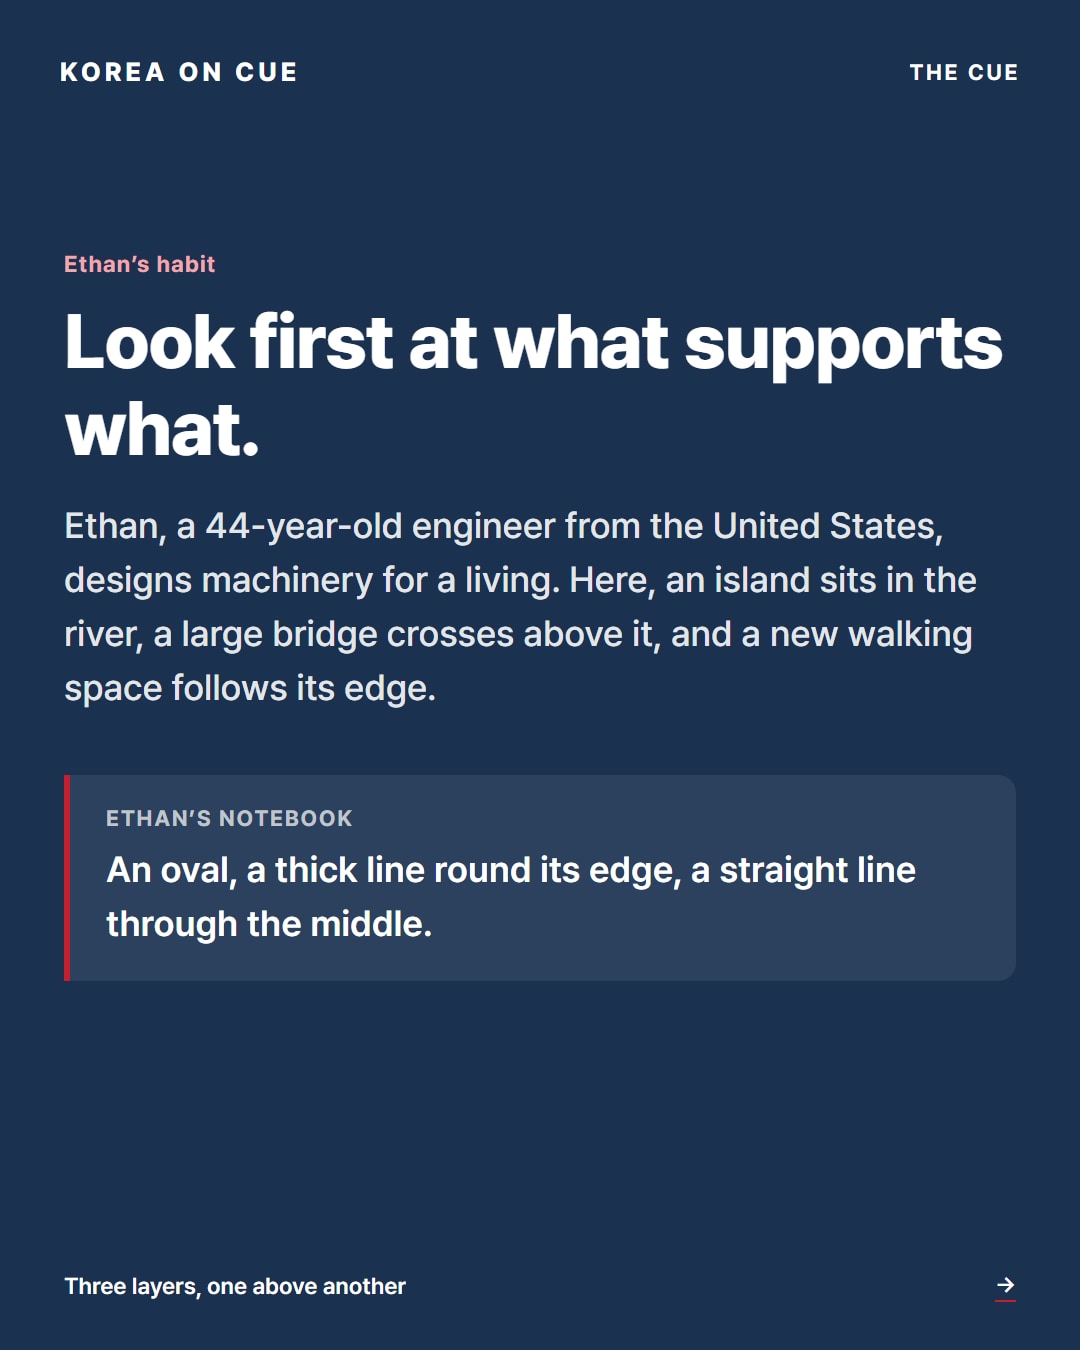 KOREA ON CUE
THE CUE
Ethan’s habit
Look first at what supports
what.
Ethan, a 44-year-old engineer from the United States,
designs machinery for a living. Here, an island sits in the
river, a large bridge crosses above it, and a new walking
space follows its edge.
ETHAN’S NOTEBOOK
An oval, a thick line round its edge, a straight line
through the middle.
Three layers, one above another
→